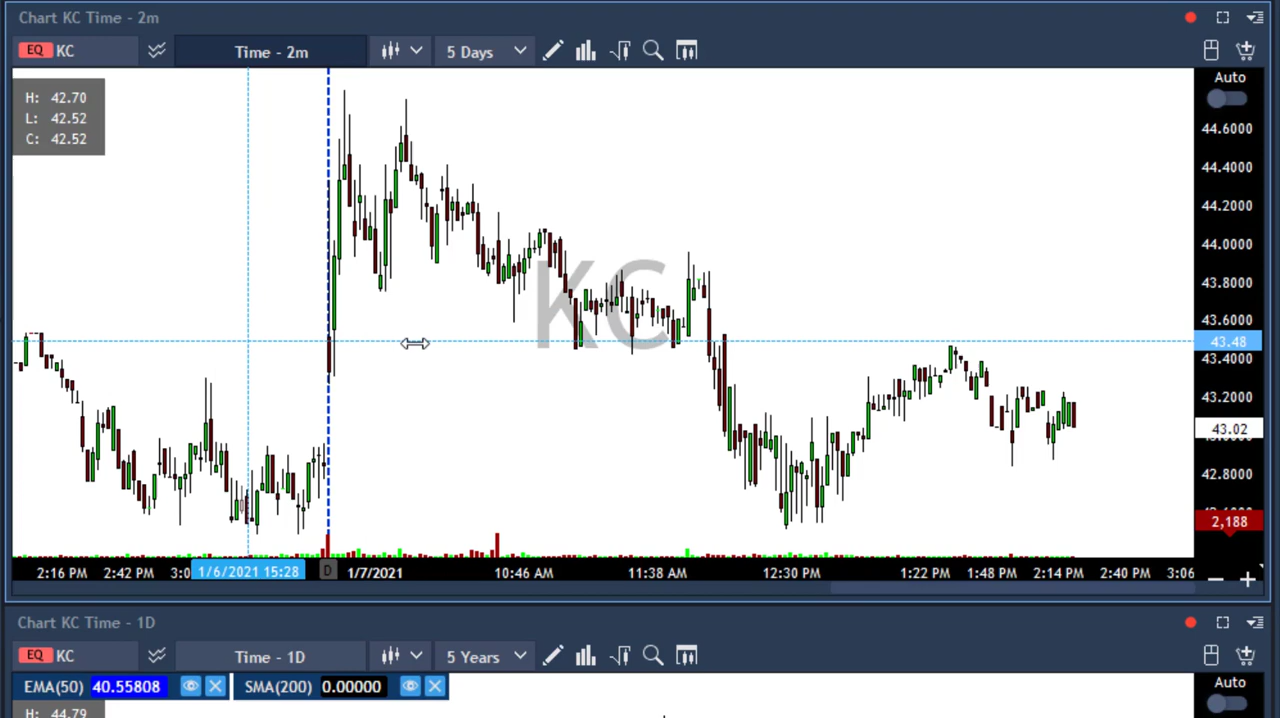 Chart KC Time - 2m
EQ KC Time - 2m 5 Days
H: 42.70
L: 42.52
C: 42.52
Auto
44.6000
44.4000
44.2000
44.0000
43.8000
43.6000
43.48
43.4000
43.2000
43.02
42.8000
2,188
KC
2:16 PM 2:42 PM 3:0 1/6/2021 15:28 D 1/7/2021 10:46 AM 11:38 AM 12:30 PM 1:22 PM 1:48 PM 2:14 PM 2:40 PM 3:06
Chart KC Time - 1D
EQ KC Time - 1D 5 Years
EMA(50) 40.55808 SMA(200) 0.00000 Auto
H: 44.79